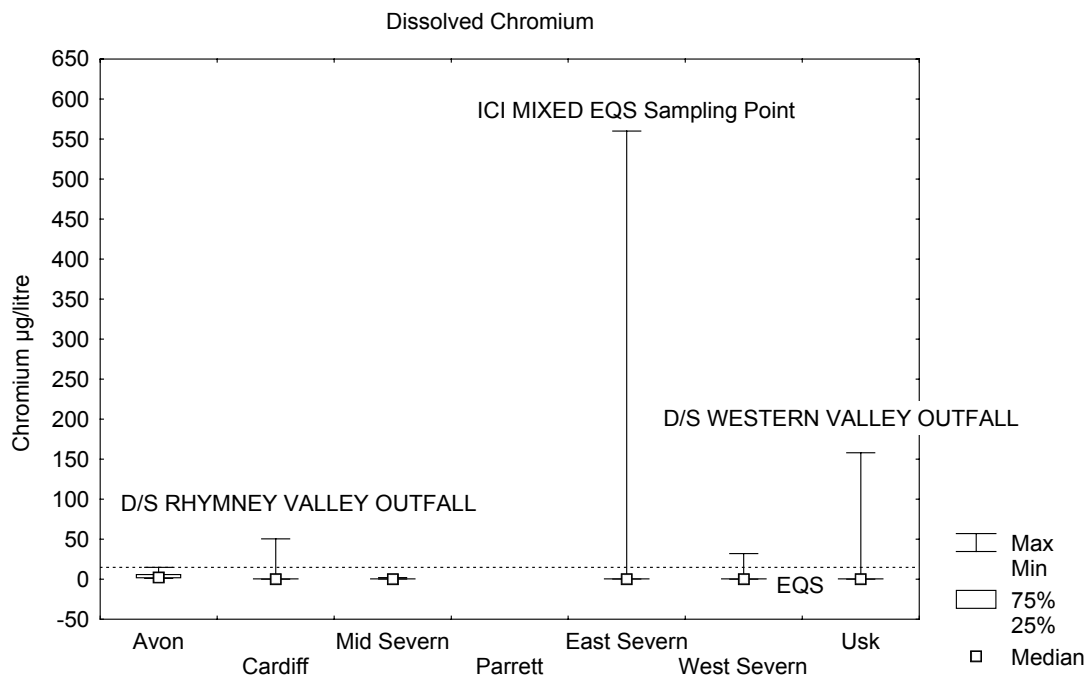 Dissolved Chromium
650
600
550
500
450
400
350
300
250
200
150
100
50
0
-50
Chromium µg/litre
ICI MIXED EQS Sampling Point
D/S WESTERN VALLEY OUTFALL
D/S RHYMNEY VALLEY OUTFALL
EQS
Avon
Cardiff
Mid Severn
Parrett
East Severn
West Severn
Usk
Max
Min
75%
25%
Median